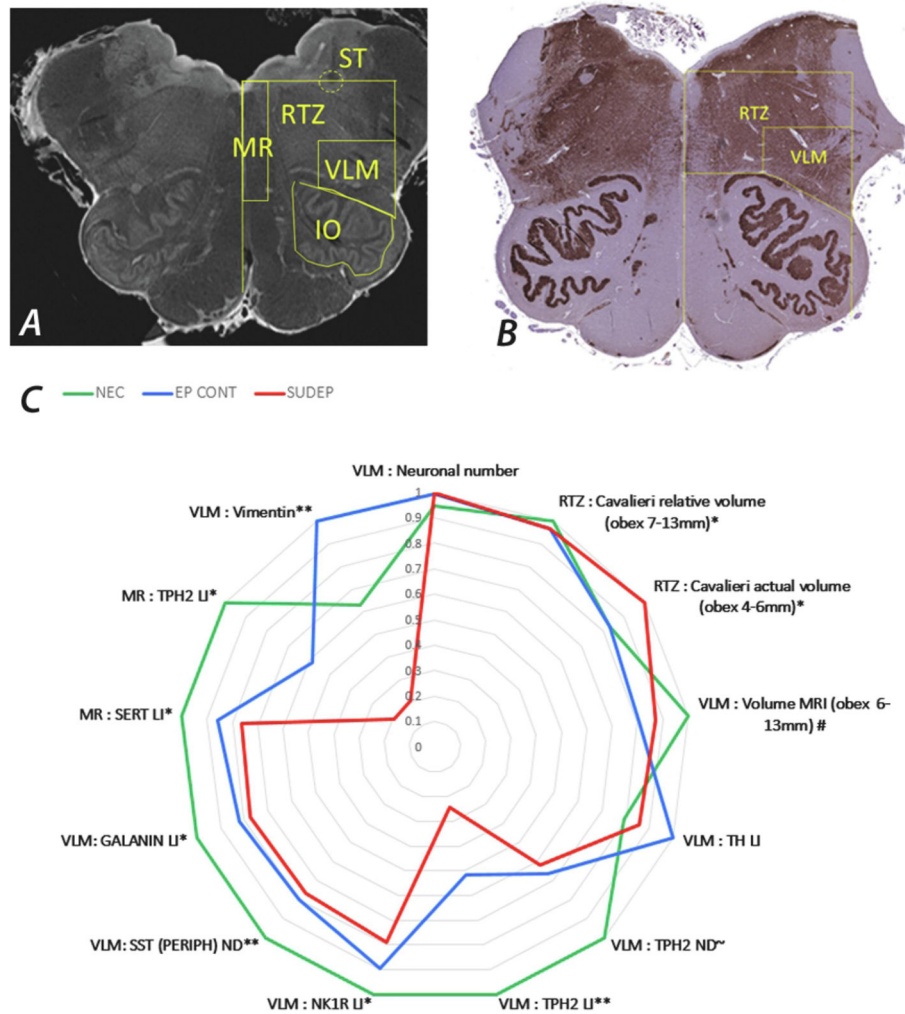 ST
RTZ
MR
VLM
IO
A
RTZ
VLM
B
C
NEC EP CONT SUDEP
VLM : Neuronal number
RTZ : Cavalieri relative volume
(obex 7-13mm)*
RTZ : Cavalieri actual volume
(obex 4-6mm)*
VLM : Volume MRI (obex 6-
13mm) #
VLM : TH LI
VLM : TPH2 ND~
VLM : TPH2 LI**
VLM : NK1R LI*
VLM: SST (PERIPH) ND**
VLM: GALANIN LI*
MR : SERT LI*
MR : TPH2 LI*
VLM : Vimentin**
1
0.9
0.8
0.7
0.6
0.5
0.4
0.3
0.2
0.1
0